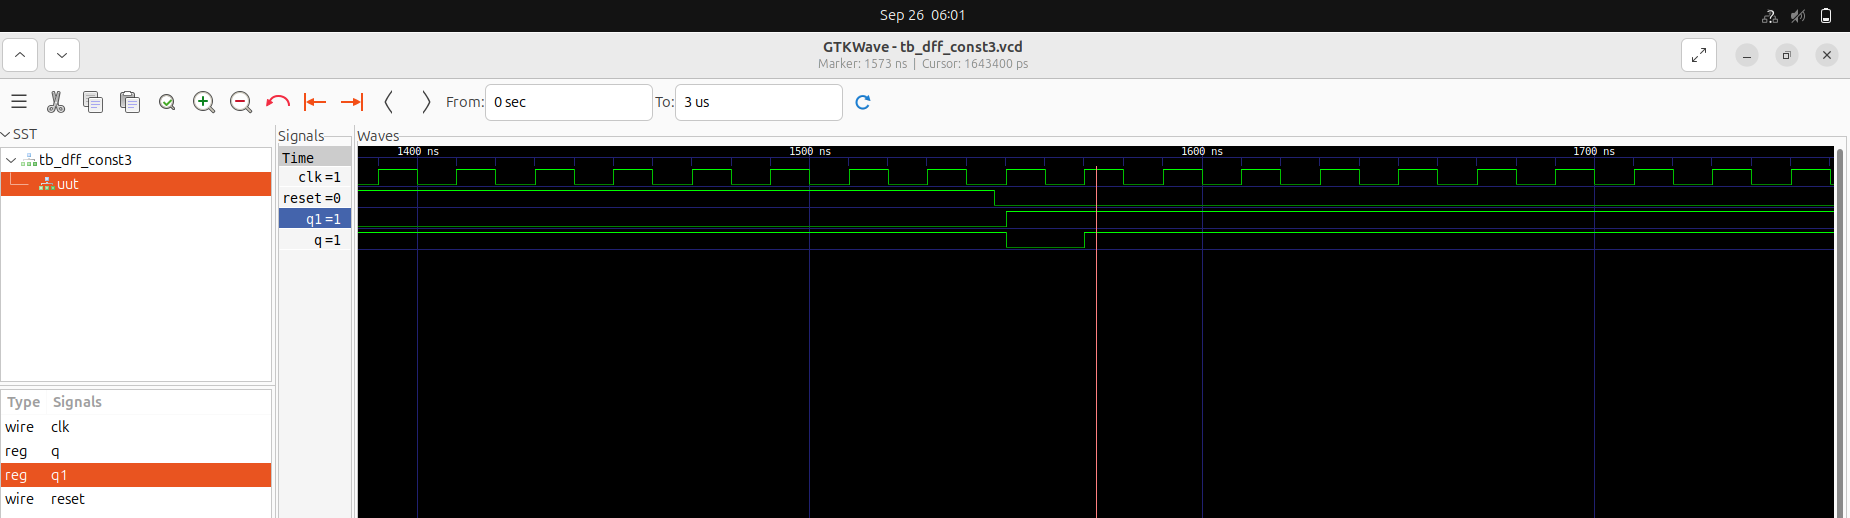 Sep 26 06:01
GTKWave - tb_dff_const3.vcd
Marker: 1573 ns | Cursor: 1643400 ps
From: 0 sec To: 3 us
SST
tb_dff_const3
uut
Type Signals
wire clk
reg q
reg q1
wire reset
Signals
Time
clk=1
reset=0
q1=1
q=1
Waves
1400 ns 1500 ns 1600 ns 1700 ns